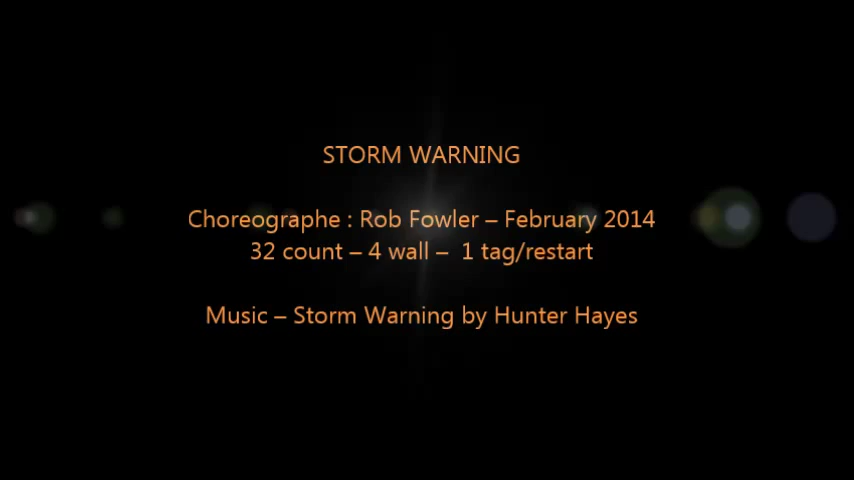 STORM WARNING
Choreographe : Rob Fowler – February 2014
32 count – 4 wall – 1 tag/restart
Music – Storm Warning by Hunter Hayes